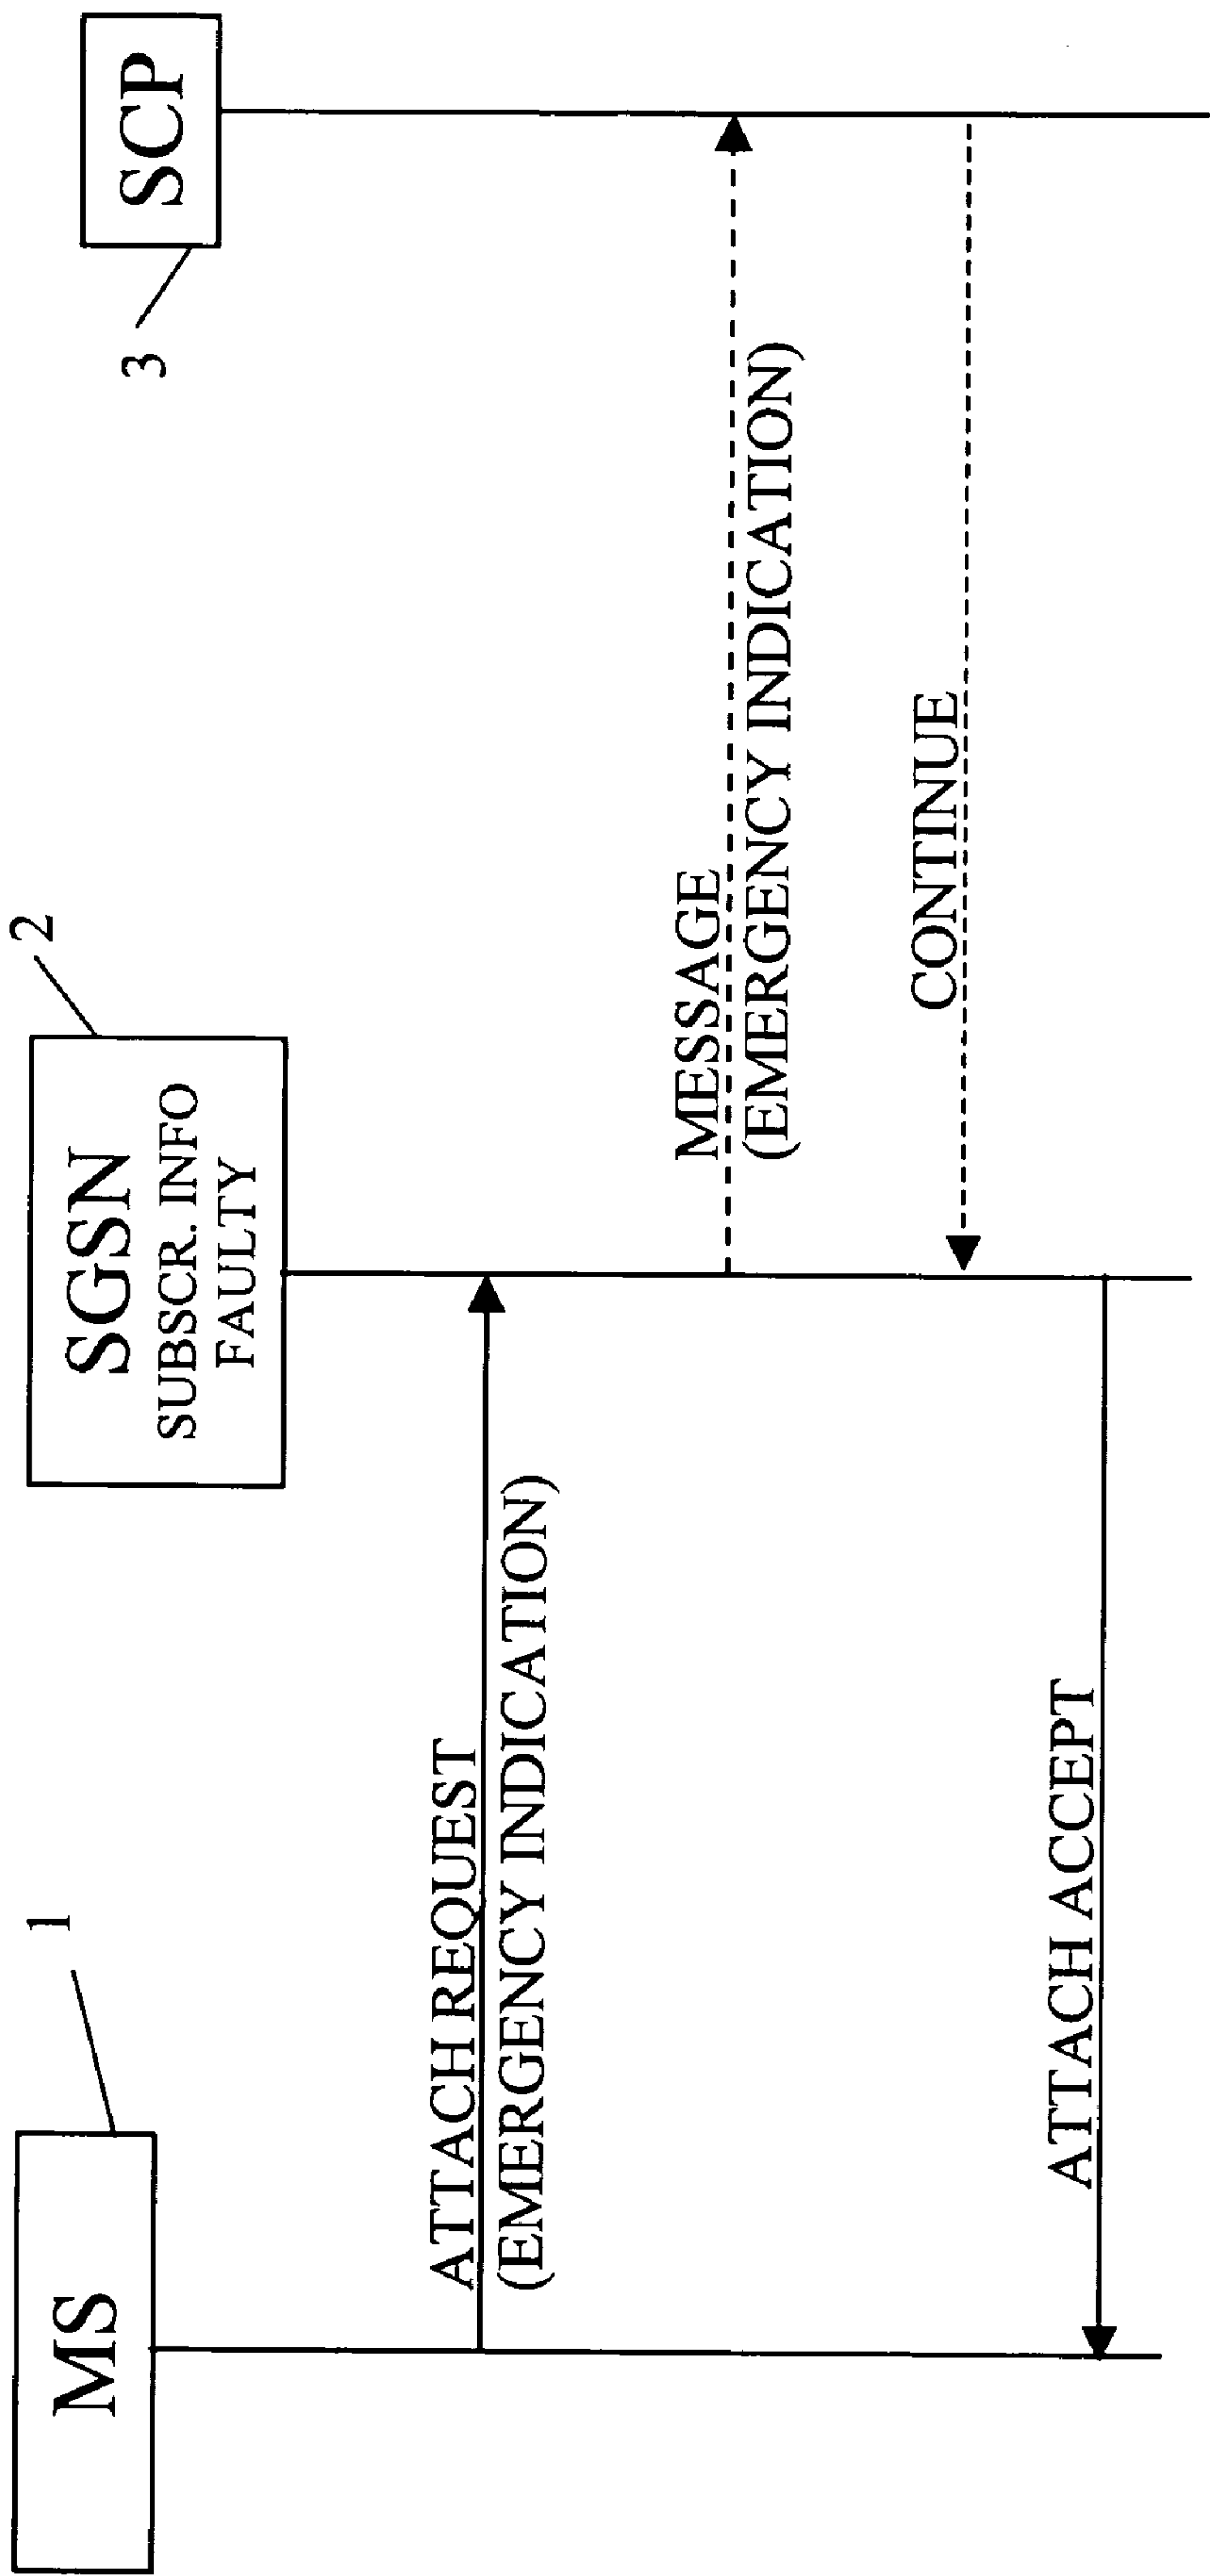 MS
1
SGSN
SUBSCR. INFO
FAULTY
2
SCP
3
ATTACH REQUEST
(EMERGENCY INDICATION)
MESSAGE
(EMERGENCY INDICATION)
CONTINUE
ATTACH ACCEPT